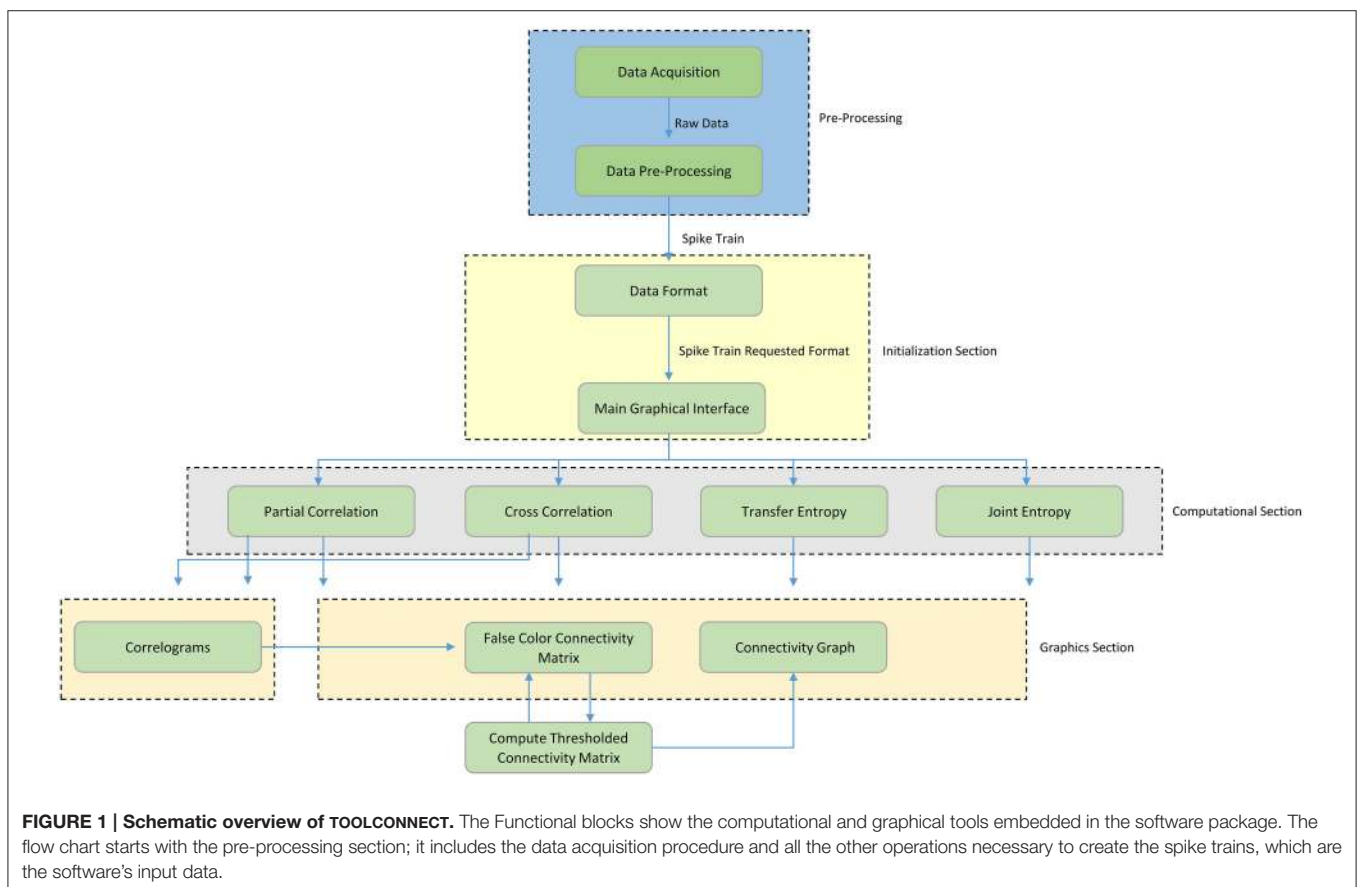 Data Acquisition
Raw Data
Pre-Processing
Data Pre-Processing
Spike Train
Data Format
Spike Train Requested Format
Initialization Section
Main Graphical Interface
Partial Correlation
Cross Correlation
Transfer Entropy
Joint Entropy
Computational Section
Correlograms
False Color Connectivity
Matrix
Connectivity Graph
Graphics Section
Compute Thresholded
Connectivity Matrix
FIGURE 1 | Schematic overview of TOOLCONNECT. The Functional blocks show the computational and graphical tools embedded in the software package. The
flow chart starts with the pre-processing section; it includes the data acquisition procedure and all the other operations necessary to create the spike trains, which are
the software's input data.